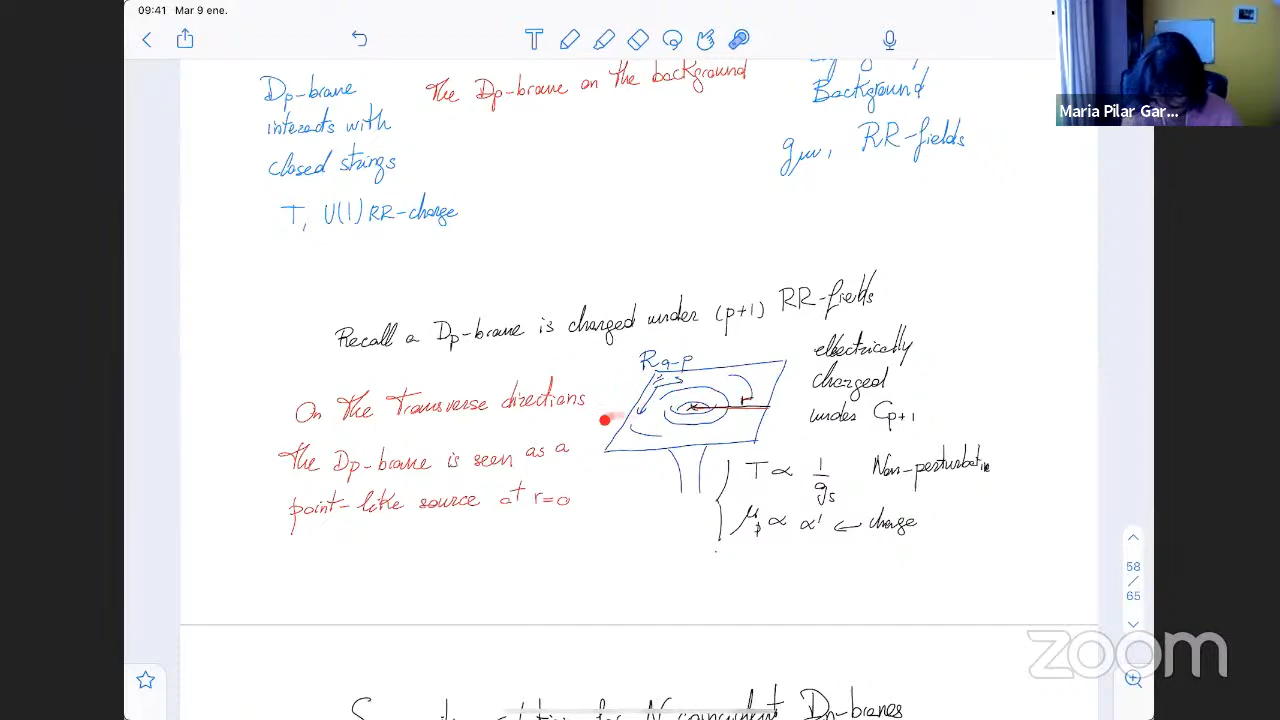 09:41 Mar 9 ene.
Maria Pilar Gar...
Dp-brane
interacts with
closed strings
T, U(1) RR-charge
The Dp-brane on the background
Background
gμν, RR-fields
Recall a Dp-brane is charged under (p+1) RR-fields
electrically
charged
under Cp+1
R9-p
r
On the transverse directions
the Dp-brane is seen as a
point-like source at r=0
T ∝ 1/gs Non-perturbative
μp ∝ α' ← charge
58
/
65
zoom
N coincident Dp-branes